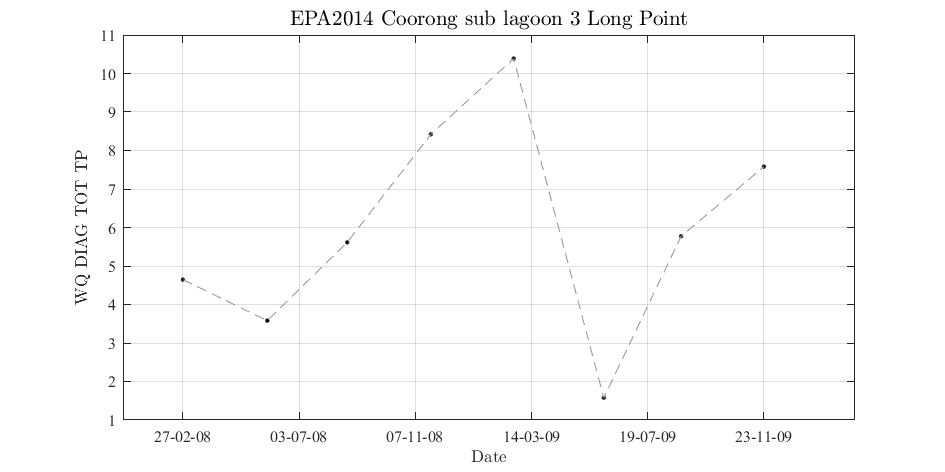 EPA2014 Coorong sub lagoon 3 Long Point
WQ DIAG TOT TP
11
10
9
8
7
6
5
4
3
2
1
27-02-08 03-07-08 07-11-08 14-03-09 19-07-09 23-11-09
Date